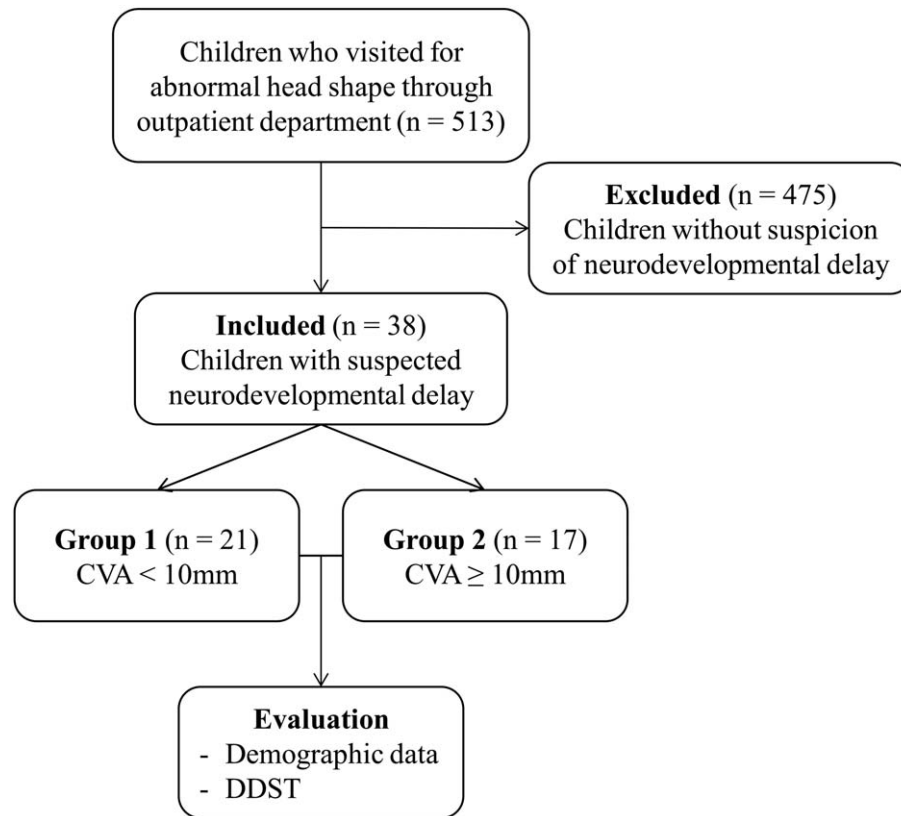 Children who visited for
abnormal head shape through
outpatient department (n = 513)
Excluded (n = 475)
Children without suspicion
of neurodevelopmental delay
Included (n = 38)
Children with suspected
neurodevelopmental delay
Group 1 (n = 21)
CVA < 10mm
Group 2 (n = 17)
CVA ≥ 10mm
Evaluation
- Demographic data
- DDST